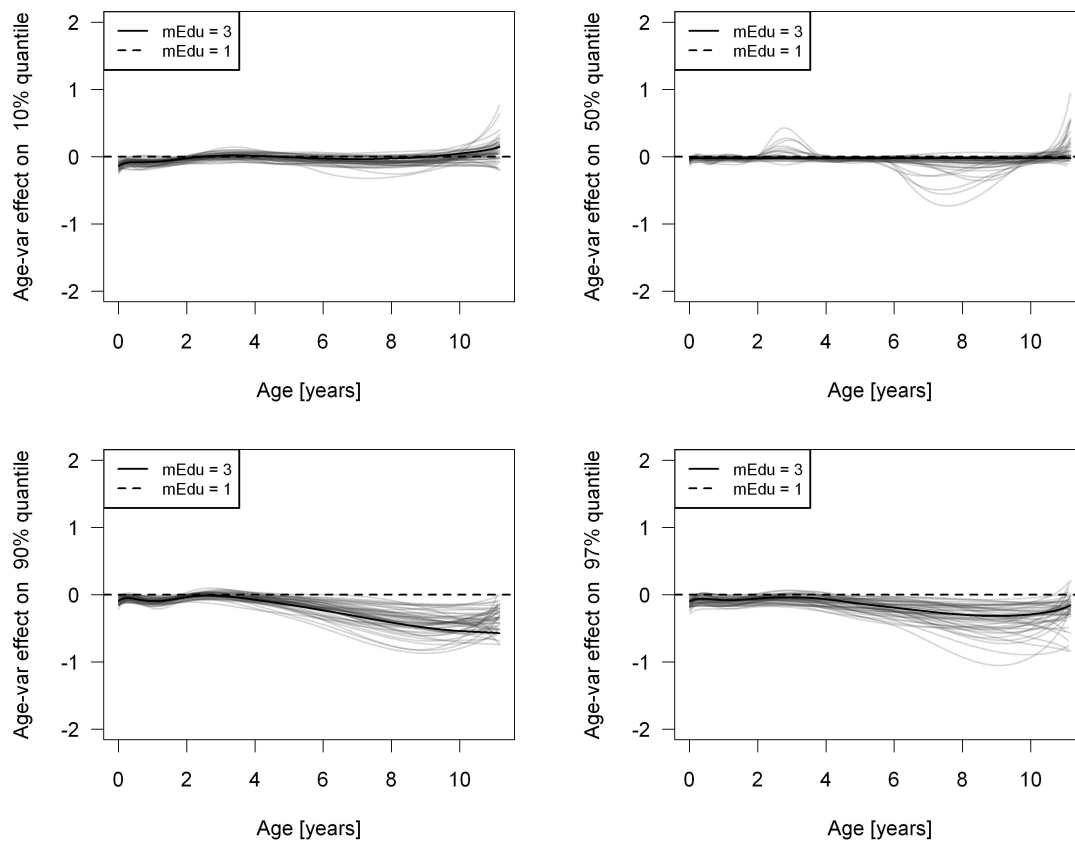 Age-var effect on 10% quantile
2
1
0
-1
-2
mEdu = 3
mEdu = 1
0 2 4 6 8 10
Age [years]
Age-var effect on 50% quantile
2
1
0
-1
-2
mEdu = 3
mEdu = 1
0 2 4 6 8 10
Age [years]
Age-var effect on 90% quantile
2
1
0
-1
-2
mEdu = 3
mEdu = 1
0 2 4 6 8 10
Age [years]
Age-var effect on 97% quantile
2
1
0
-1
-2
mEdu = 3
mEdu = 1
0 2 4 6 8 10
Age [years]